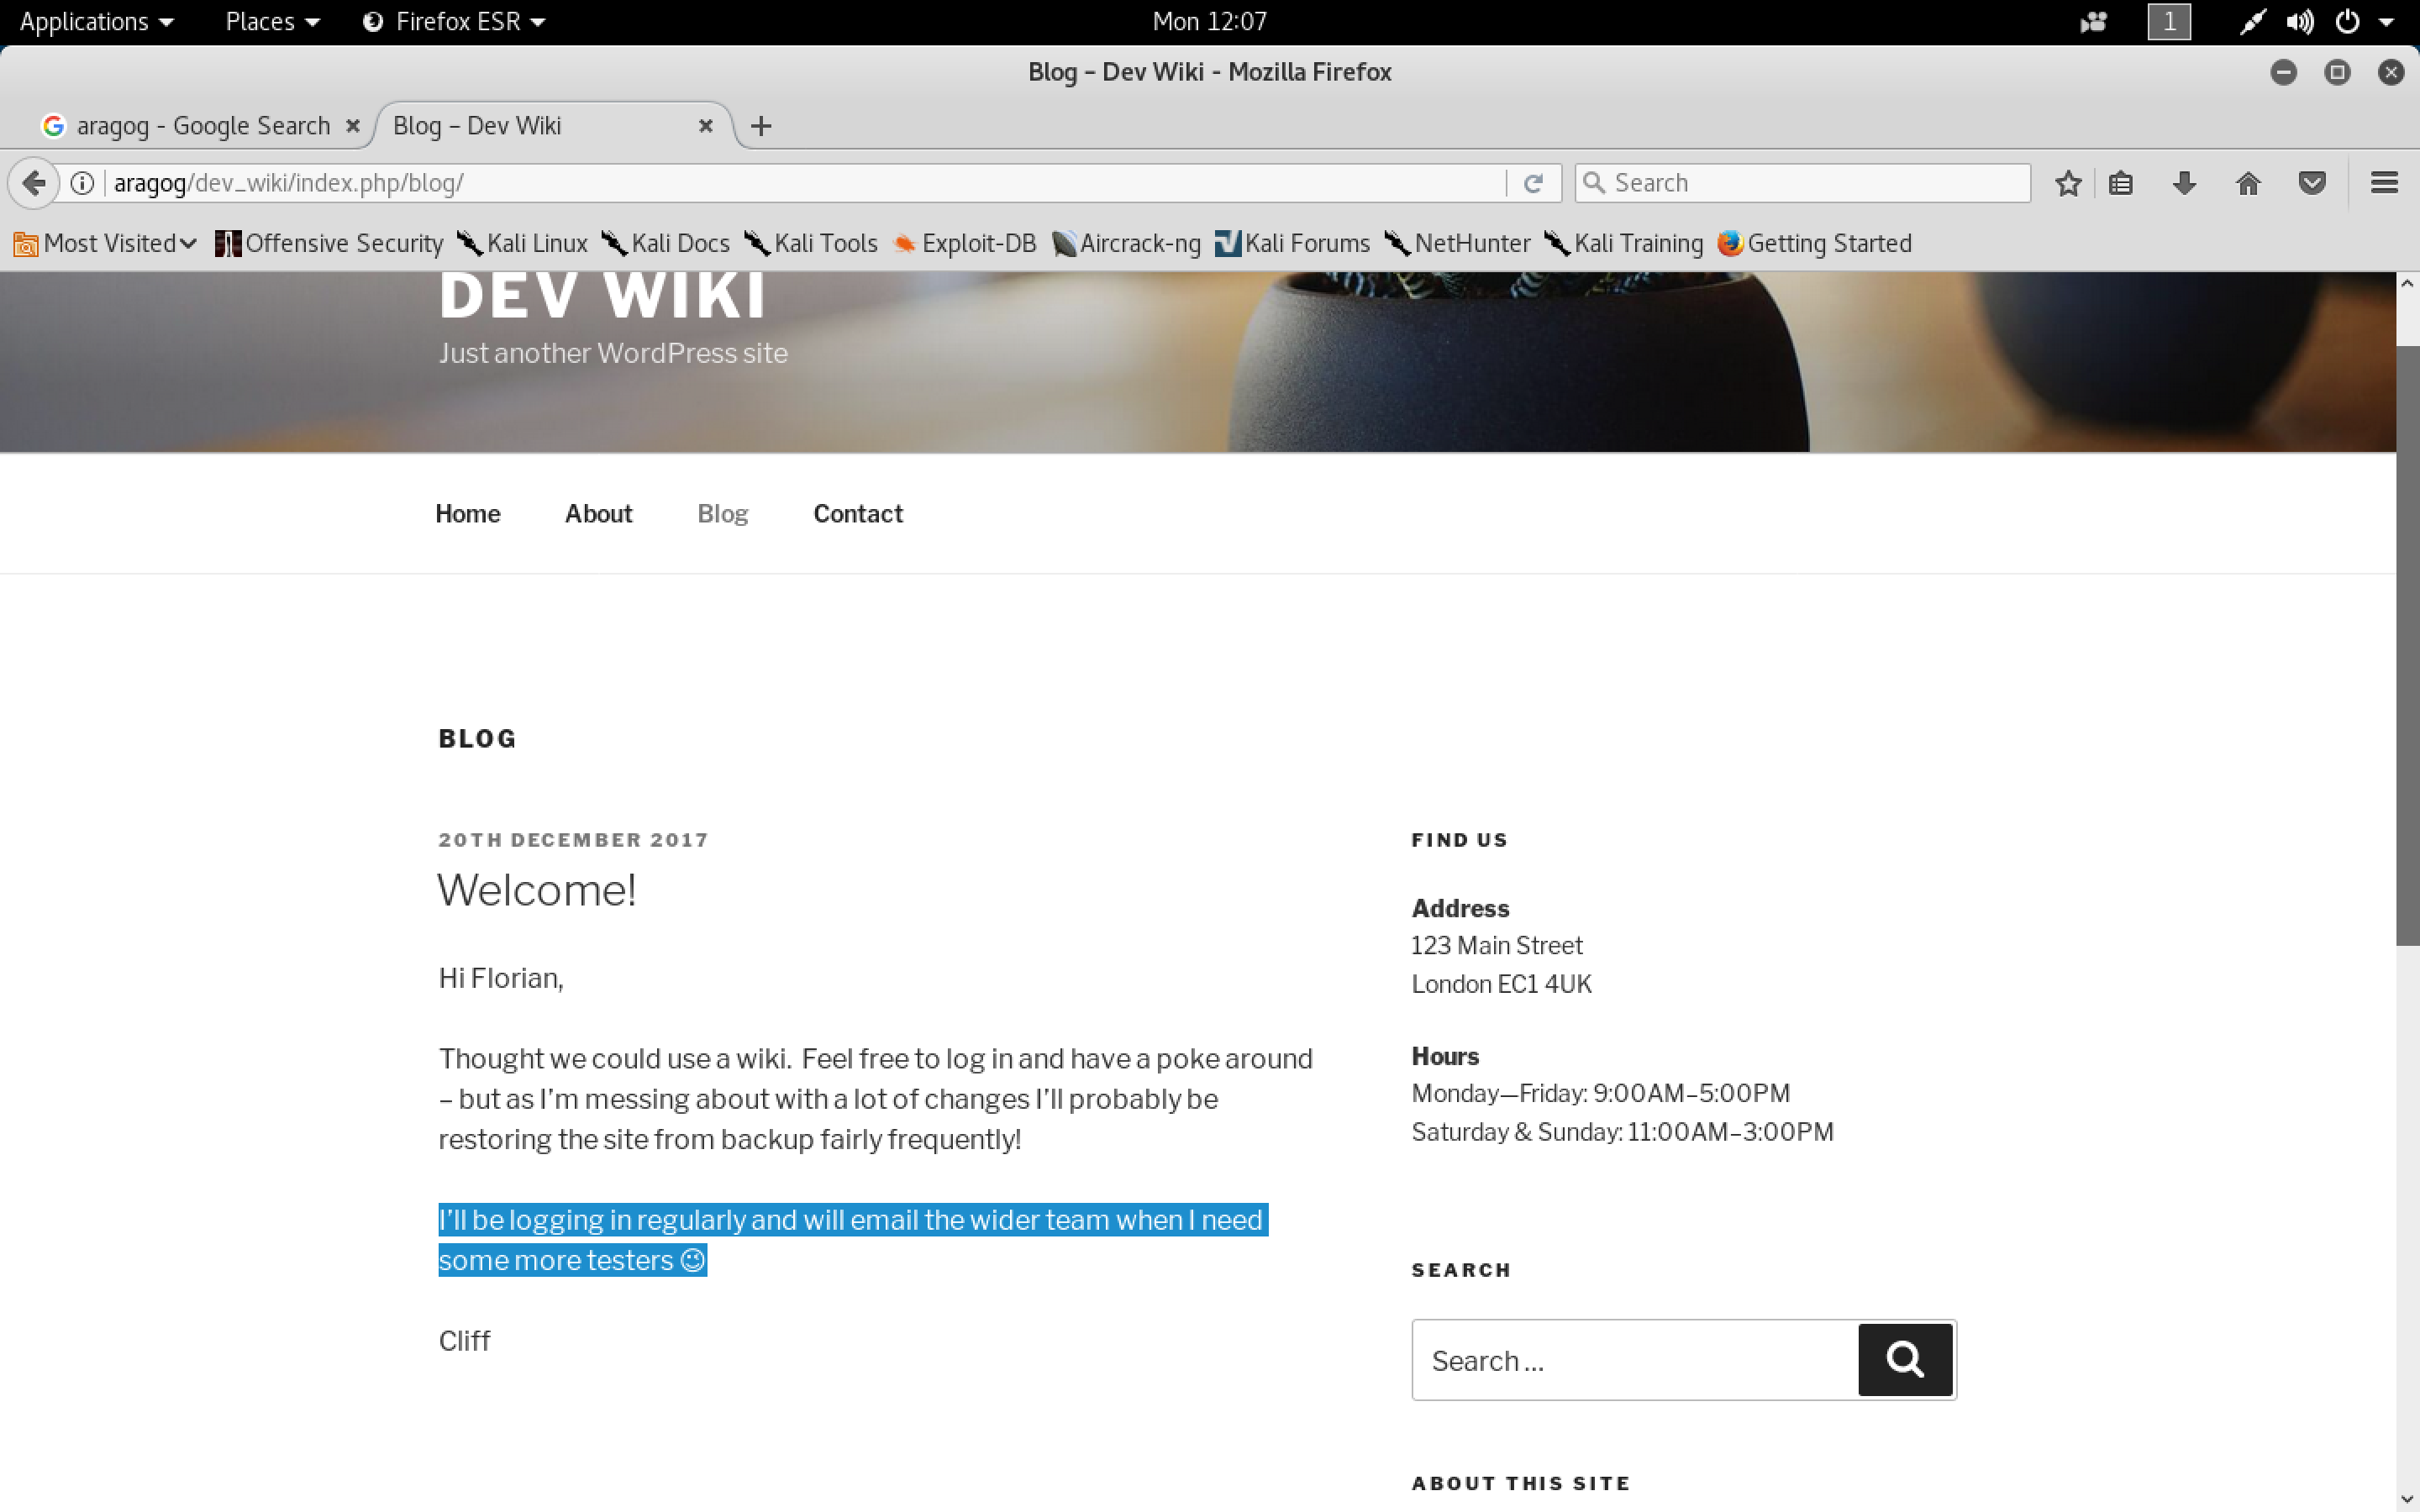 Applications Places Firefox ESR Mon 12:07 1
Blog – Dev Wiki - Mozilla Firefox
aragog - Google Search Blog – Dev Wiki
aragog/dev_wiki/index.php/blog/ Search
Most Visited Offensive Security Kali Linux Kali Docs Kali Tools Exploit-DB Aircrack-ng Kali Forums NetHunter Kali Training Getting Started
DEV WIKI
Just another WordPress site
Home About Blog Contact
BLOG
20TH DECEMBER 2017
Welcome!
Hi Florian,
Thought we could use a wiki.  Feel free to log in and have a poke around
– but as I’m messing about with a lot of changes I’ll probably be
restoring the site from backup fairly frequently!
I’ll be logging in regularly and will email the wider team when I need
some more testers 😉
Cliff
FIND US
Address
123 Main Street
London EC1 4UK
Hours
Monday—Friday: 9:00AM–5:00PM
Saturday & Sunday: 11:00AM–3:00PM
SEARCH
Search …
ABOUT THIS SITE